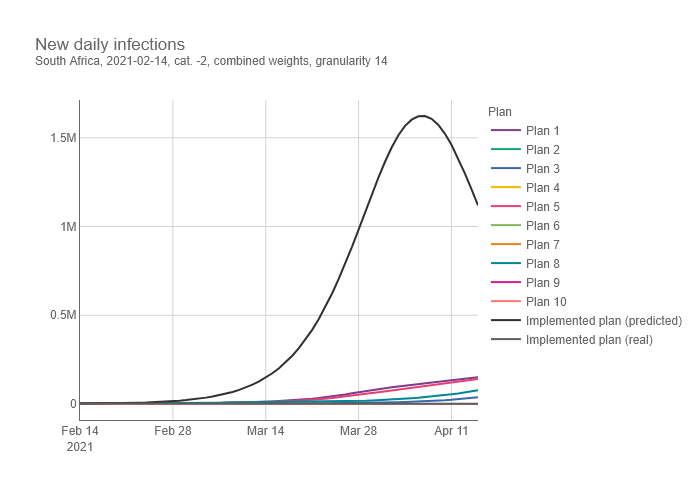 New daily infections
South Africa, 2021-02-14, cat. -2, combined weights, granularity 14
1.5M
1M
0.5M
0
Feb 14
2021
Feb 28
Mar 14
Mar 28
Apr 11
Plan
Plan 1
Plan 2
Plan 3
Plan 4
Plan 5
Plan 6
Plan 7
Plan 8
Plan 9
Plan 10
Implemented plan (predicted)
Implemented plan (real)